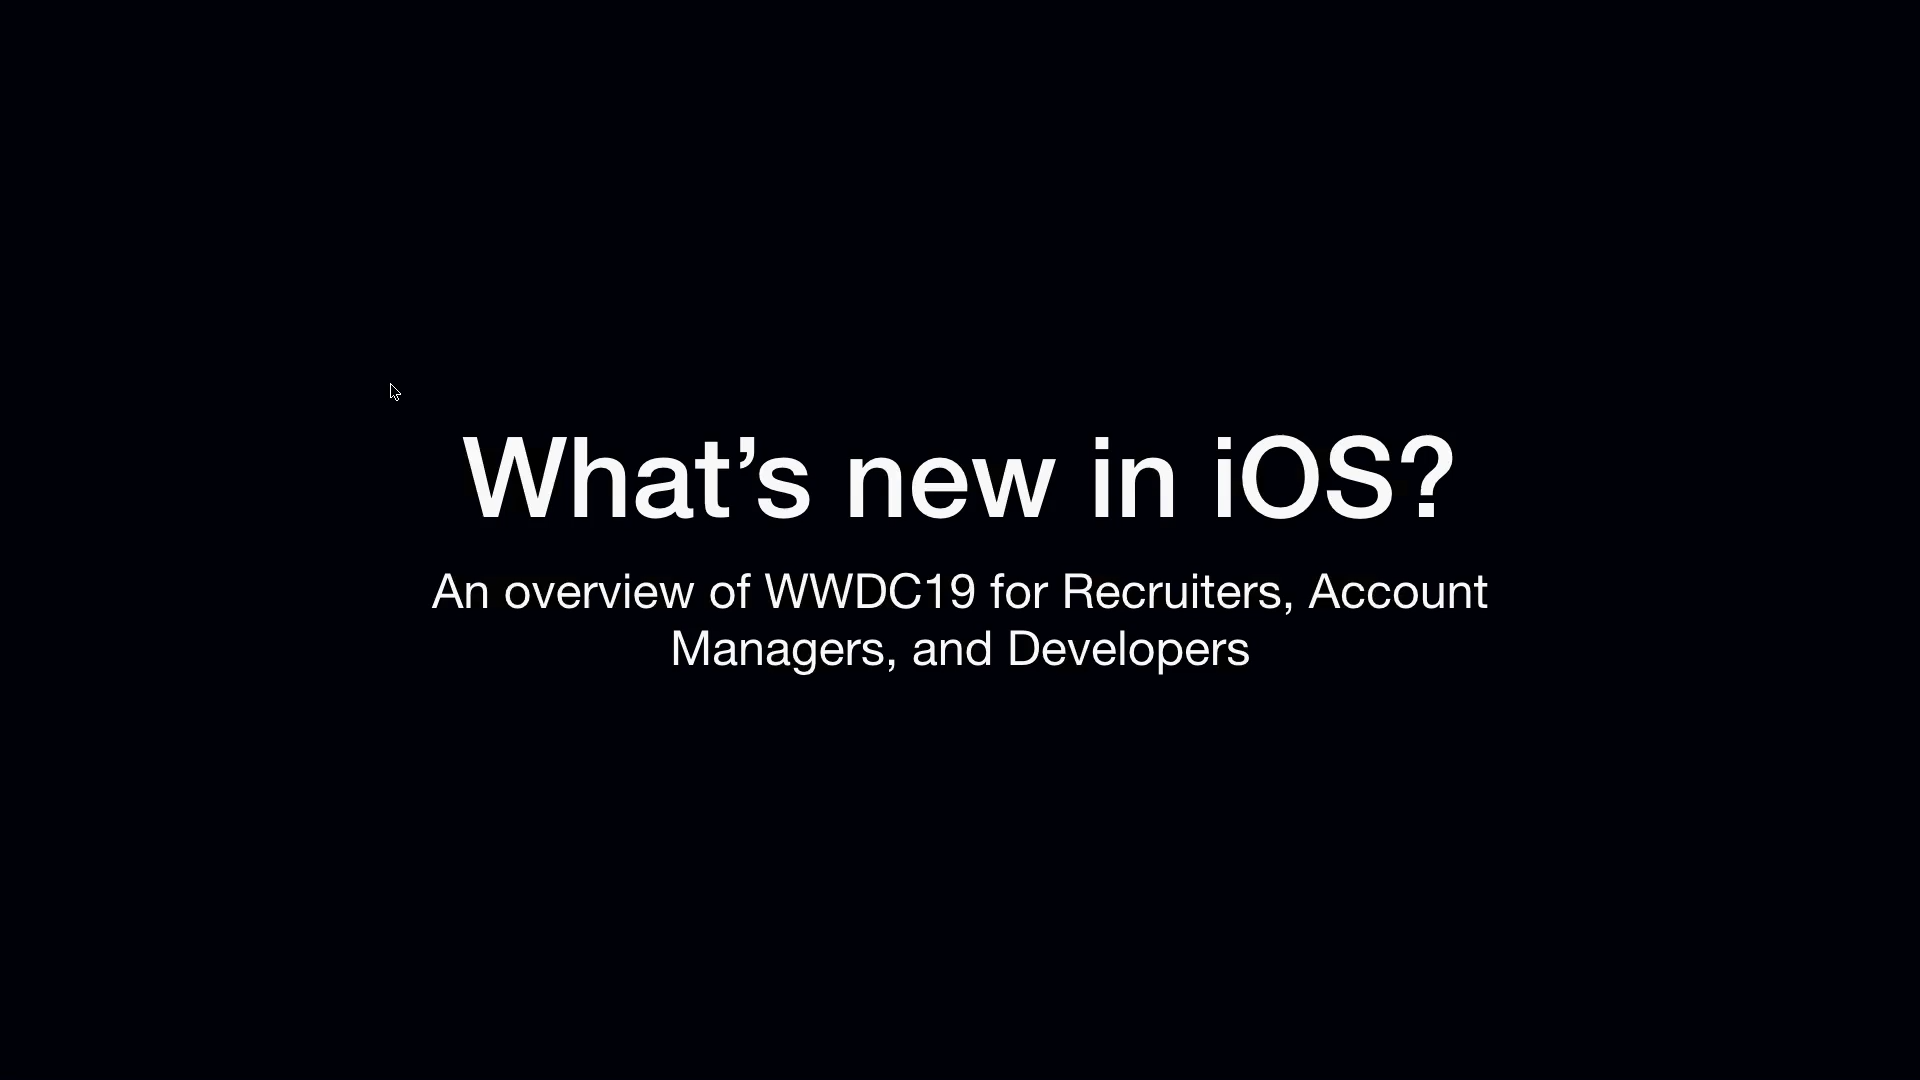 What’s new in iOS?
An overview of WWDC19 for Recruiters, Account
Managers, and Developers